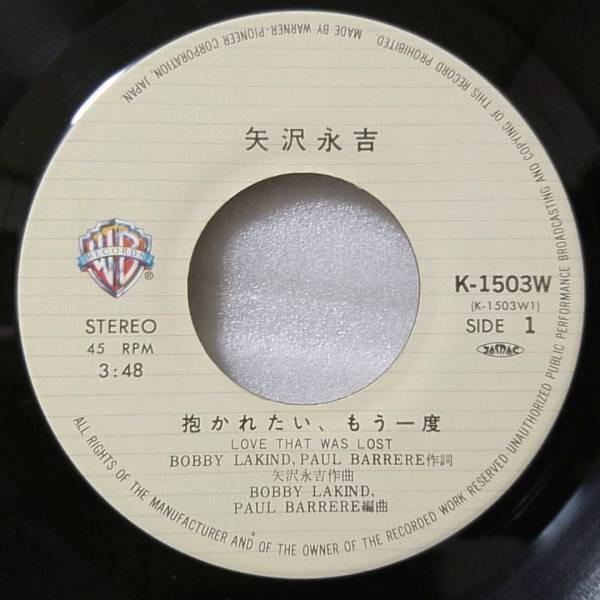 矢沢永吉
WB
RECORDS
®
STEREO
45 RPM
3:48
K-1503W
(K-1503W1)
SIDE 1
JASRAC
抱かれたい、もう一度
LOVE THAT WAS LOST
BOBBY LAKIND, PAUL BARRERE作詞
矢沢永吉作曲
BOBBY LAKIND,
PAUL BARRERE編曲
ALL RIGHTS OF THE MANUFACTURER AND OF THE OWNER OF THE RECORDED WORK RESERVED UNAUTHORIZED PUBLIC PERFORMANCE BROADCASTING AND COPYING OF THIS RECORD PROHIBITED
MADE BY WARNER-PIONEER CORPORATION, JAPAN